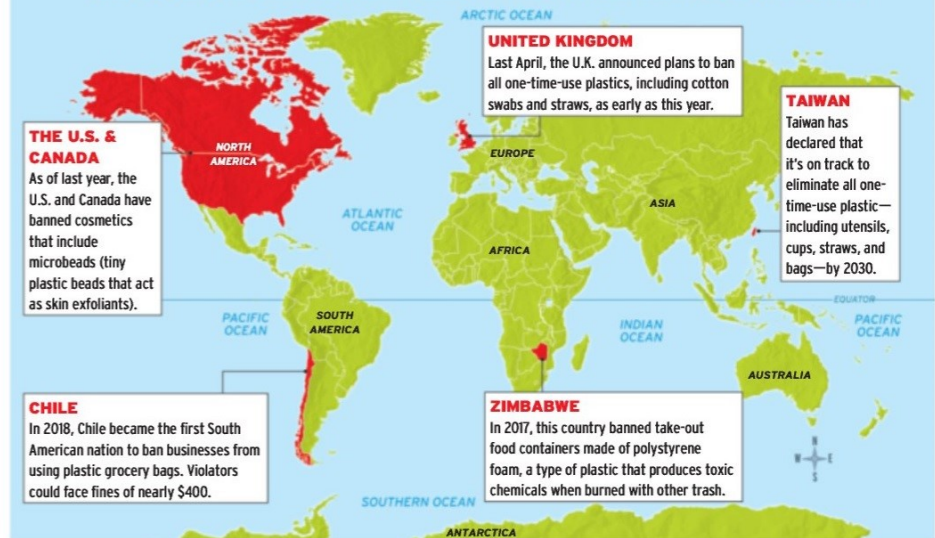 ARCTIC OCEAN
UNITED KINGDOM
Last April, the U.K. announced plans to ban
all one-time-use plastics, including cotton
swabs and straws, as early as this year.
TAIWAN
Taiwan has
declared that
it's on track to
eliminate all one-
time-use plastic—
including utensils,
cups, straws, and
bags—by 2030.
THE U.S. &
CANADA
As of last year, the
U.S. and Canada have
banned cosmetics
that include
microbeads (tiny
plastic beads that act
as skin exfoliants).
NORTH
AMERICA
EUROPE
ASIA
ATLANTIC
OCEAN
AFRICA
EQUATOR
PACIFIC
OCEAN
SOUTH
AMERICA
INDIAN
OCEAN
PACIFIC
OCEAN
AUSTRALIA
CHILE
In 2018, Chile became the first South
American nation to ban businesses from
using plastic grocery bags. Violators
could face fines of nearly $400.
ZIMBABWE
In 2017, this country banned take-out
food containers made of polystyrene
foam, a type of plastic that produces toxic
chemicals when burned with other trash.
N
W E
S
SOUTHERN OCEAN
ANTARCTICA